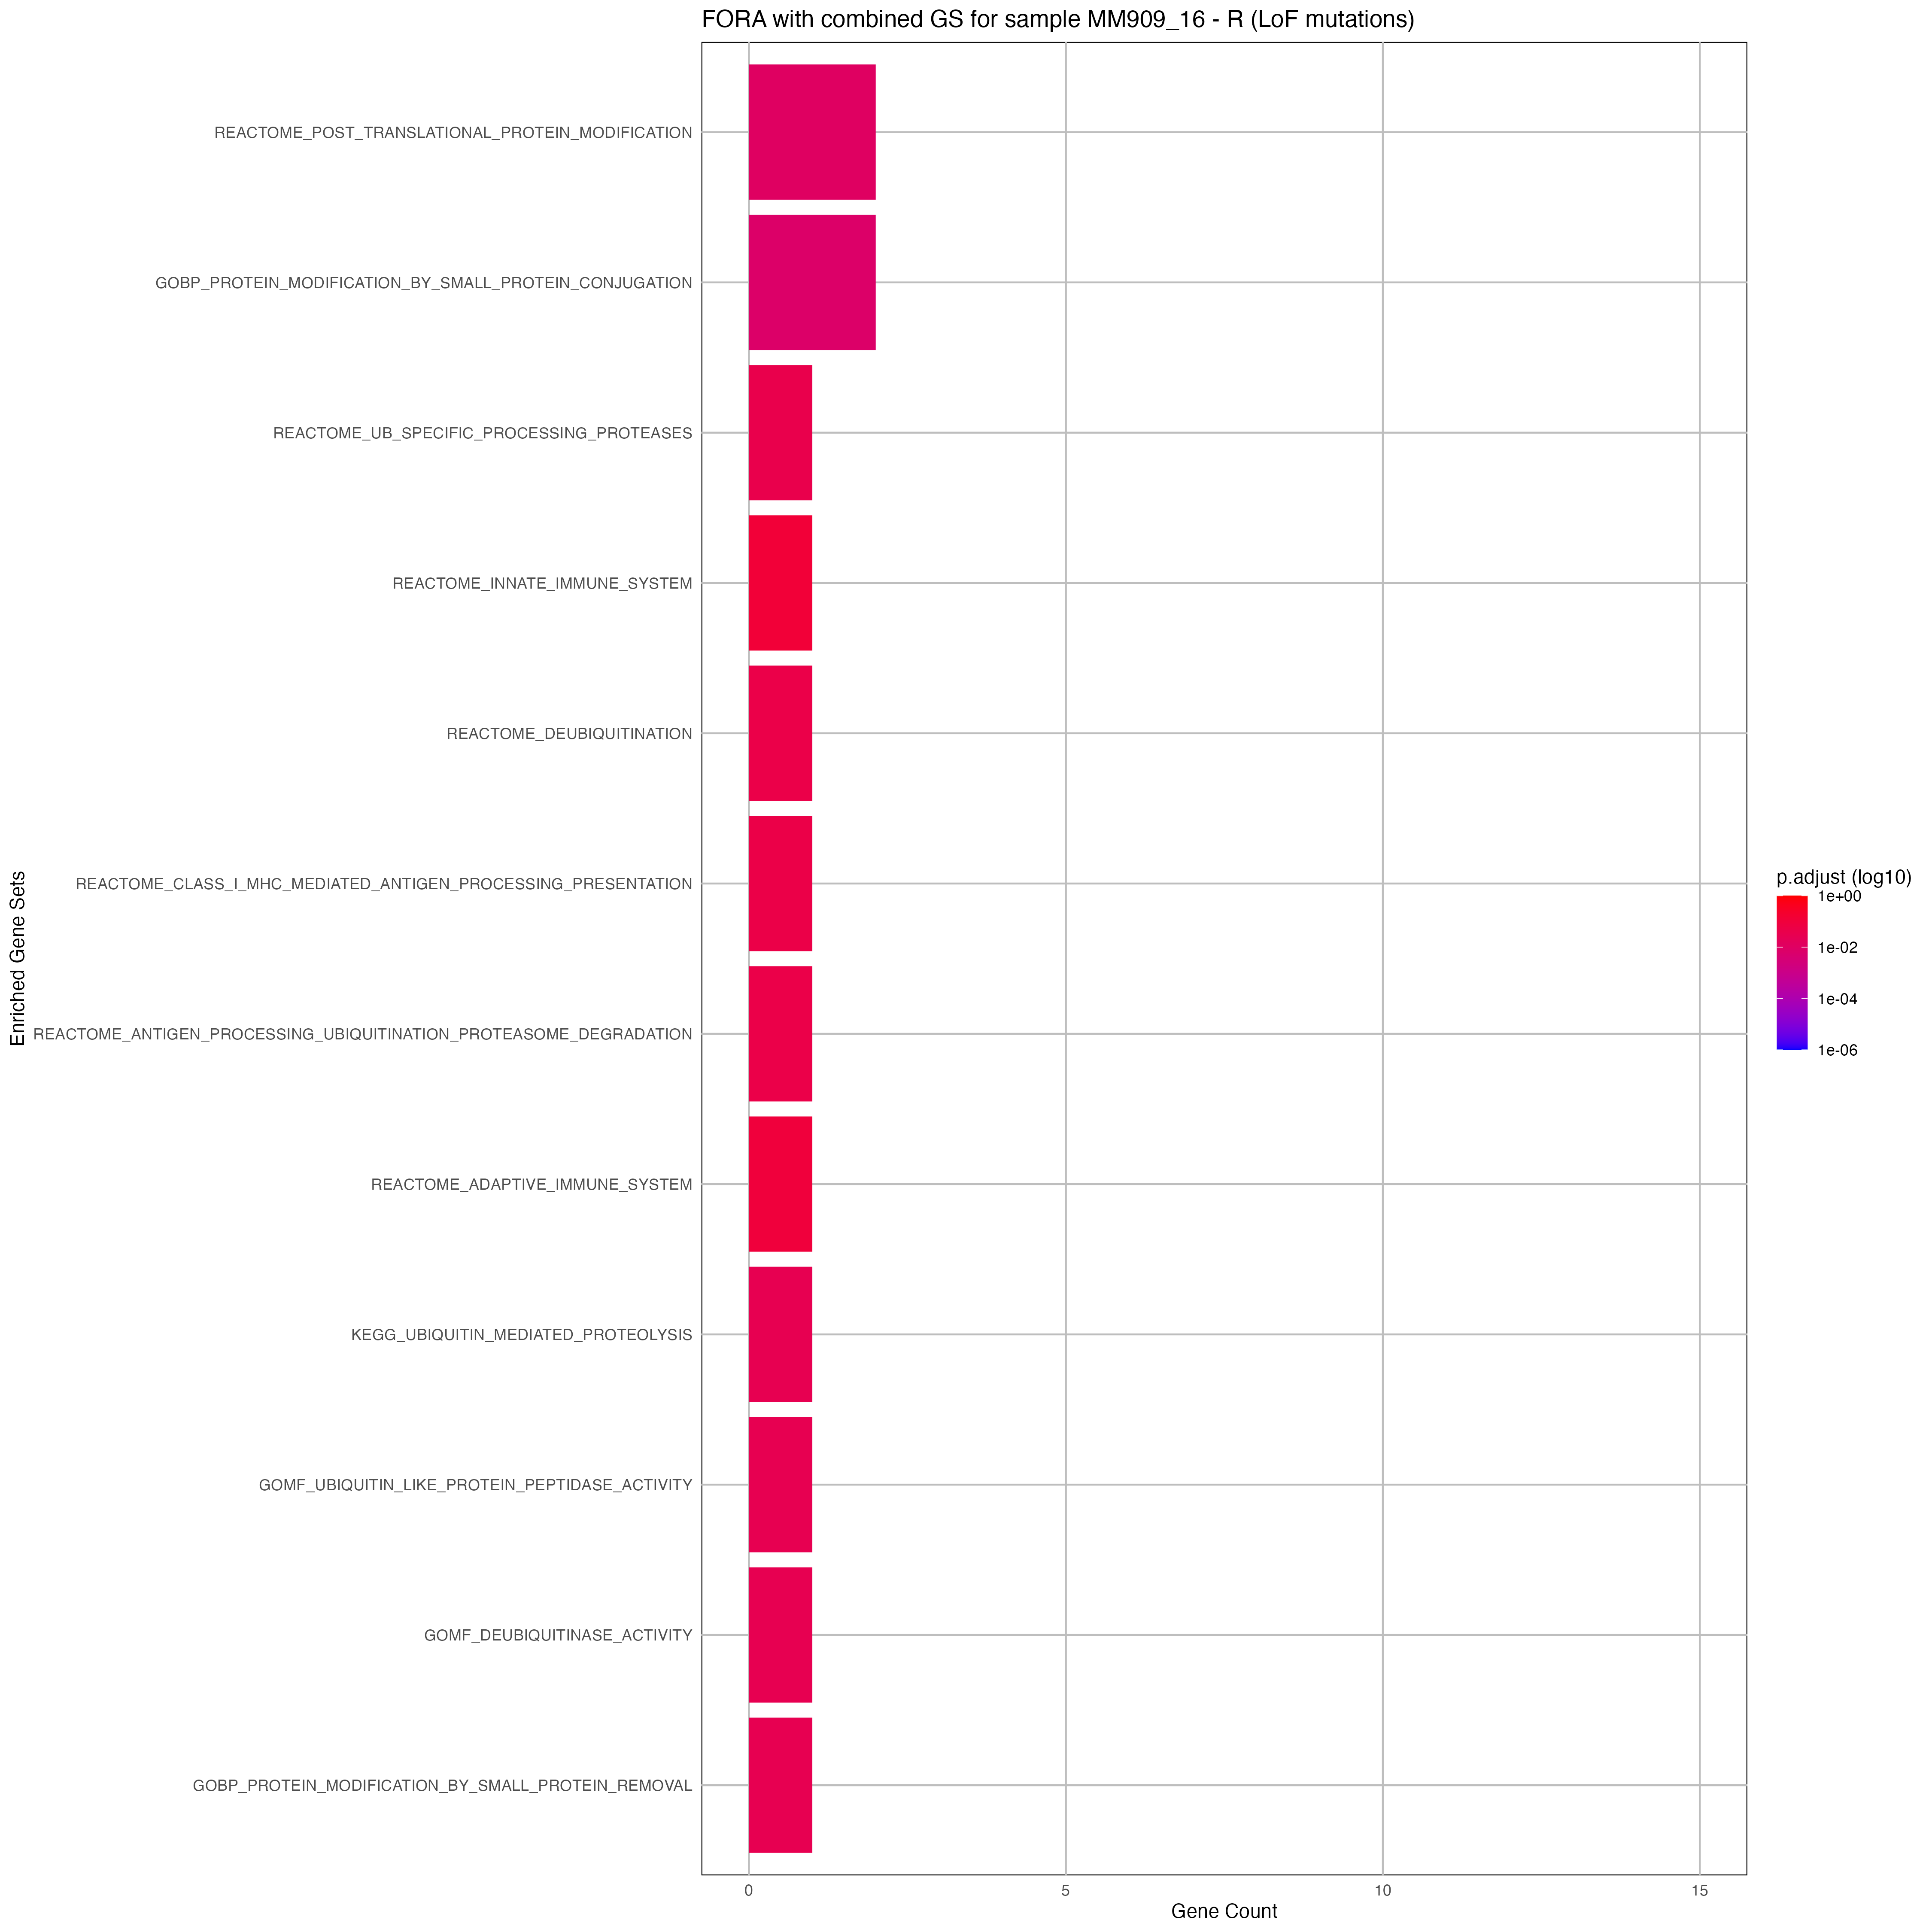 FORA with combined GS for sample MM909_16 - R (LoF mutations)
REACTOME_POST_TRANSLATIONAL_PROTEIN_MODIFICATION
GOBP_PROTEIN_MODIFICATION_BY_SMALL_PROTEIN_CONJUGATION
REACTOME_UB_SPECIFIC_PROCESSING_PROTEASES
REACTOME_INNATE_IMMUNE_SYSTEM
REACTOME_DEUBIQUITINATION
REACTOME_CLASS_I_MHC_MEDIATED_ANTIGEN_PROCESSING_PRESENTATION
REACTOME_ANTIGEN_PROCESSING_UBIQUITINATION_PROTEASOME_DEGRADATION
REACTOME_ADAPTIVE_IMMUNE_SYSTEM
KEGG_UBIQUITIN_MEDIATED_PROTEOLYSIS
GOMF_UBIQUITIN_LIKE_PROTEIN_PEPTIDASE_ACTIVITY
GOMF_DEUBIQUITINASE_ACTIVITY
GOBP_PROTEIN_MODIFICATION_BY_SMALL_PROTEIN_REMOVAL
Enriched Gene Sets
0 5 10 15
Gene Count
p.adjust (log10)
1e+00
1e-02
1e-04
1e-06